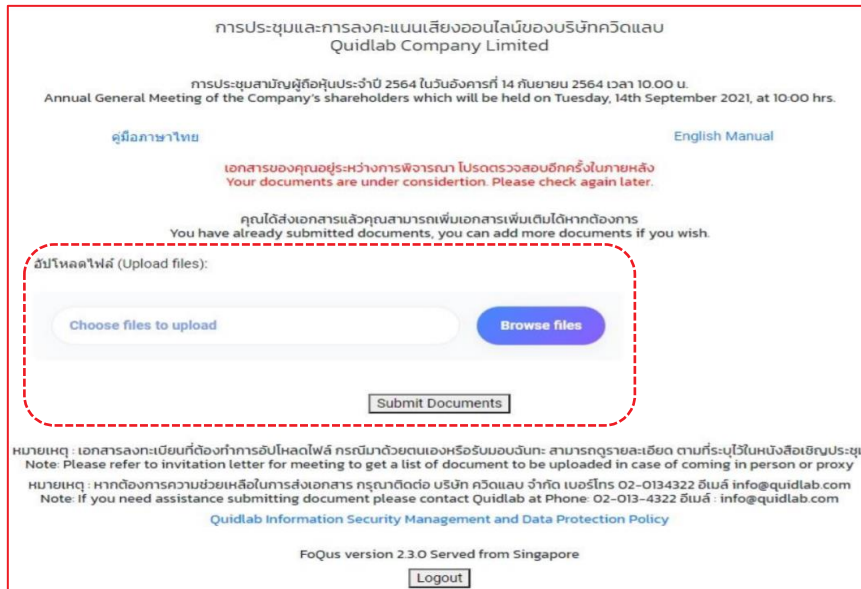 การประชุมและการลงคะแนนเสียงออนไลน์ของบริษัทควิดแลบ
Quidlab Company Limited
การประชุมสามัญผู้ถือหุ้นประจำปี 2564 ในวันอังคารที่ 14 กันยายน 2564 เวลา 10.00 น.
Annual General Meeting of the Company's shareholders which will be held on Tuesday, 14th September 2021, at 10:00 hrs.
คู่มือภาษาไทย English Manual
เอกสารของคุณอยู่ระหว่างการพิจารณา โปรดตรวจสอบอีกครั้งในภายหลัง
Your documents are under considertion. Please check again later.
คุณได้ส่งเอกสารแล้วคุณสามารถเพิ่มเอกสารเพิ่มเติมได้หากต้องการ
You have already submitted documents, you can add more documents if you wish.
อัปโหลดไฟล์ (Upload files):
Choose files to upload Browse files
Submit Documents
หมายเหตุ : เอกสารลงทะเบียนที่ต้องทำการอัปโหลดไฟล์ กรณีมาด้วยตนเองหรือรับมอบฉันทะ สามารถดูรายละเอียด ตามที่ระบุไว้ในหนังสือเชิญประชุม
Note: Please refer to invitation letter for meeting to get a list of document to be uploaded in case of coming in person or proxy
หมายเหตุ : หากต้องการความช่วยเหลือในการส่งเอกสาร กรุณาติดต่อ บริษัท ควิดแลบ จำกัด เบอร์โทร 02-0134322 อีเมล์ info@quidlab.com
Note: If you need assistance submitting document please contact Quidlab at Phone: 02-013-4322 อีเมล์ : info@quidlab.com
Quidlab Information Security Management and Data Protection Policy
FoQus version 2.3.0 Served from Singapore
Logout